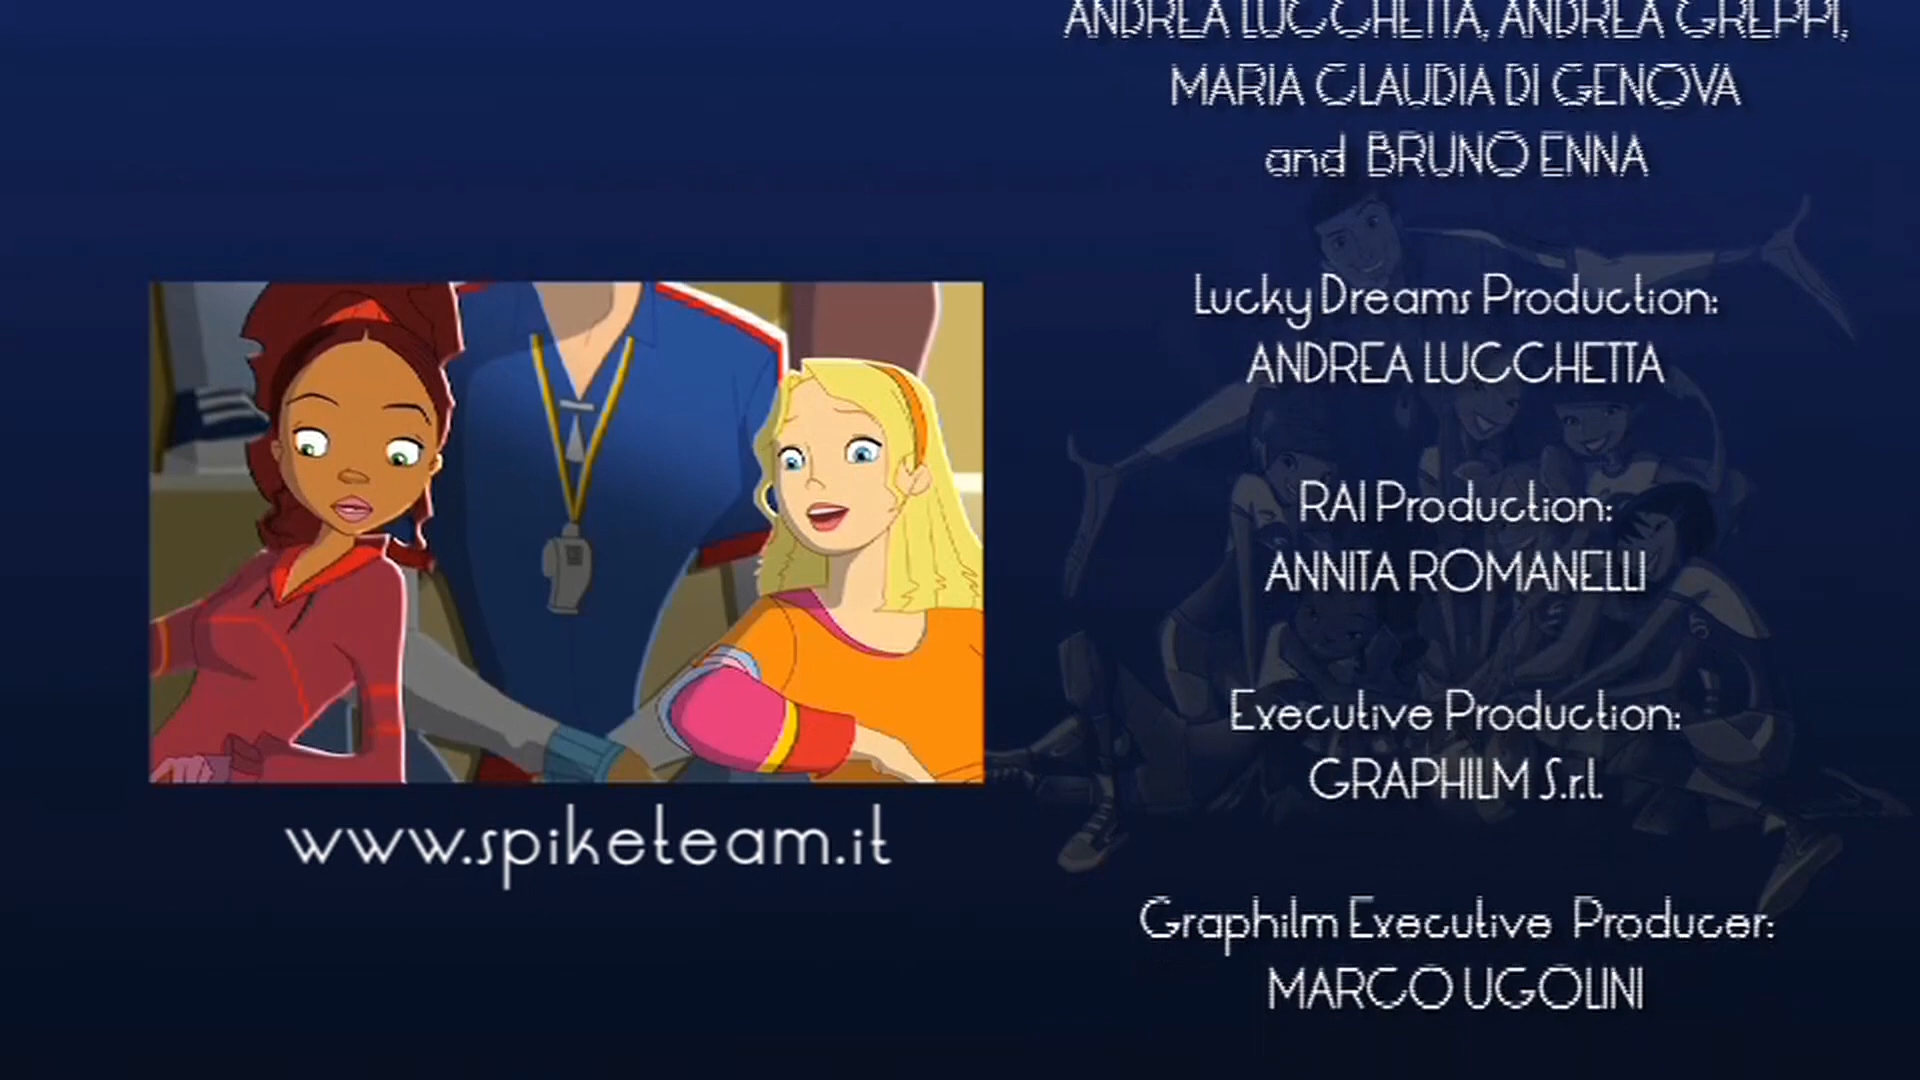 ANDREA LUCCHETTA, ANDREA GREPPI,
MARIA CLAUDIA DI GENOVA
and BRUNO ENNA
Lucky Dreams Production:
ANDREA LUCCHETTA
RAI Production:
ANNITA ROMANELLI
Executive Production:
GRAPHILM S.r.l.
Graphilm Executive Producer:
MARCO UGOLINI
www.spiketeam.it